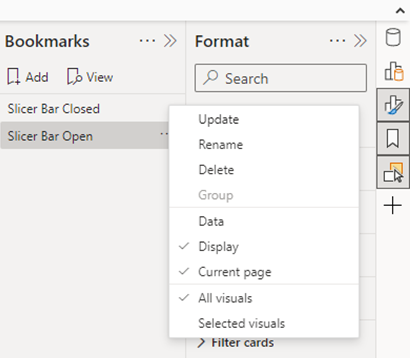 Bookmarks
Format
Add
View
Search
Slicer Bar Closed
Slicer Bar Open
Update
Rename
Delete
Group
Data
Display
Current page
All visuals
Selected visuals
Filter cards